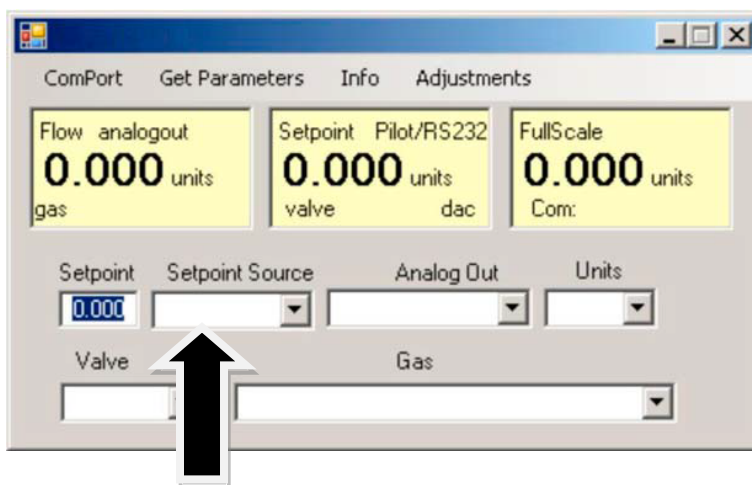 ComPort Get Parameters Info Adjustments
Flow analogout
0.000 units
gas
Setpoint Pilot/RS232
0.000 units
valve dac
FullScale
0.000 units
Com:
Setpoint Setpoint Source Analog Out Units
0.000
Valve Gas